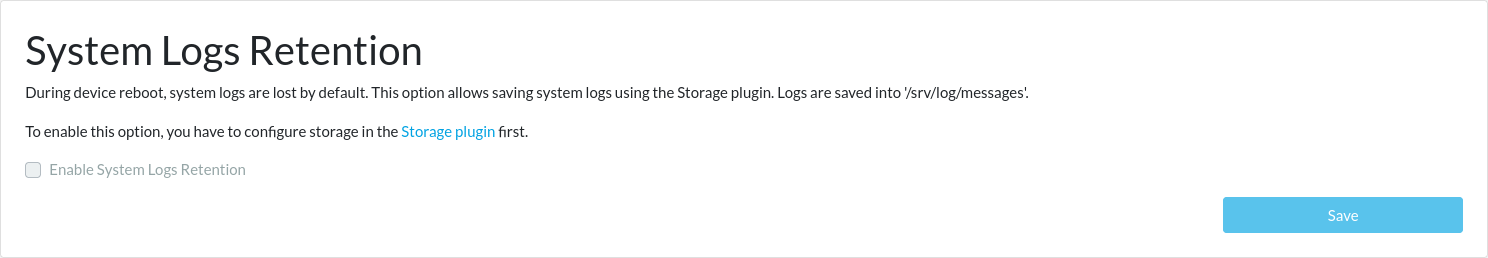 System Logs Retention
During device reboot, system logs are lost by default. This option allows saving system logs using the Storage plugin. Logs are saved into '/srv/log/messages'.
To enable this option, you have to configure storage in the Storage plugin first.
Enable System Logs Retention
Save